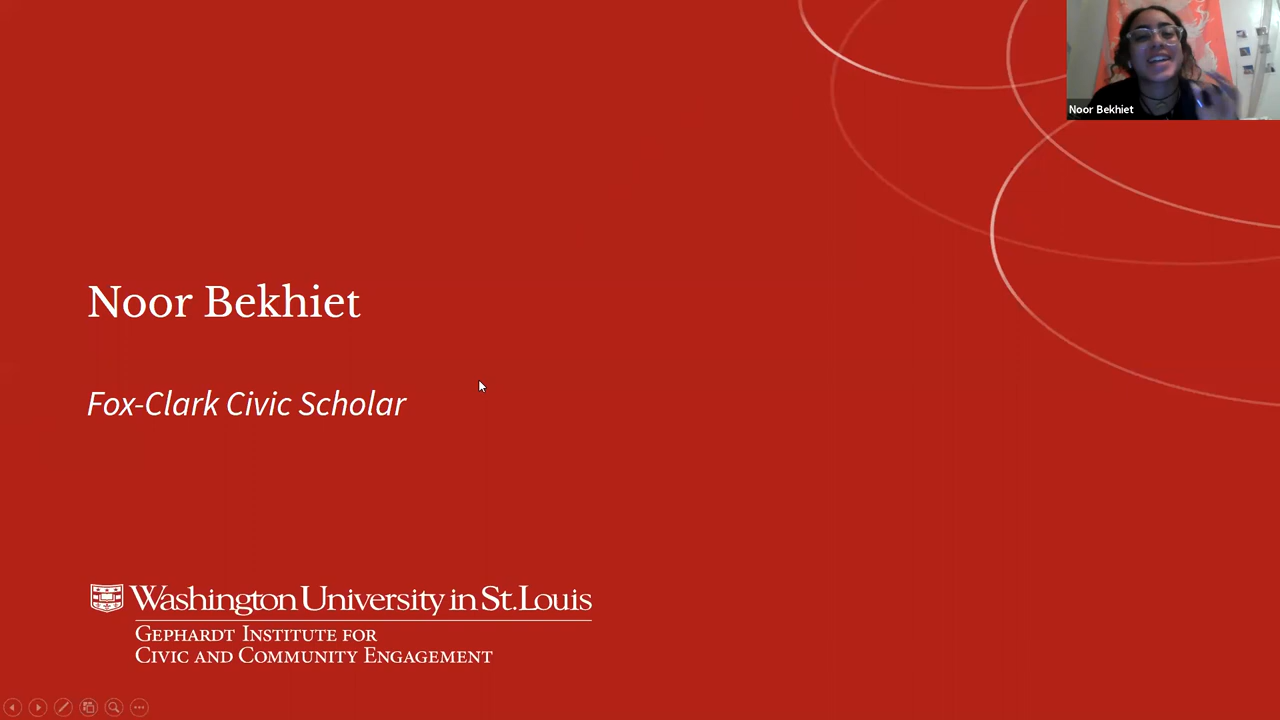 Noor Bekhiet
Noor Bekhiet
Fox-Clark Civic Scholar
Washington University in St. Louis
Gephardt Institute for
Civic and Community Engagement